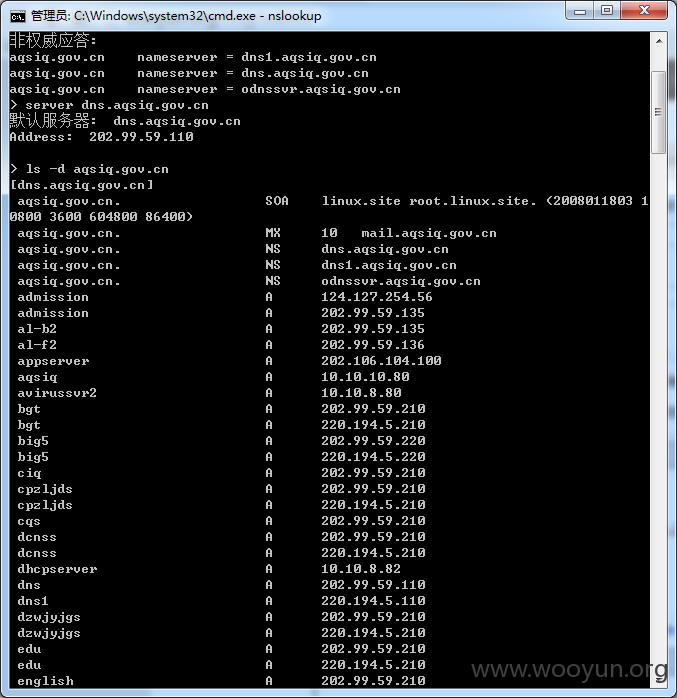 管理员: C:\Windows\system32\cmd.exe - nslookup
非权威应答:
aqsiq.gov.cn    nameserver = dns1.aqsiq.gov.cn
aqsiq.gov.cn    nameserver = dns.aqsiq.gov.cn
aqsiq.gov.cn    nameserver = odnssvr.aqsiq.gov.cn
> server dns.aqsiq.gov.cn
默认服务器:  dns.aqsiq.gov.cn
Address:  202.99.59.110
> ls -d aqsiq.gov.cn
[dns.aqsiq.gov.cn]
aqsiq.gov.cn.                  SOA    linux.site root.linux.site. (2008011803 1
0800 3600 604800 86400)
aqsiq.gov.cn.                  MX     10   mail.aqsiq.gov.cn
aqsiq.gov.cn.                  NS     dns.aqsiq.gov.cn
aqsiq.gov.cn.                  NS     dns1.aqsiq.gov.cn
aqsiq.gov.cn.                  NS     odnssvr.aqsiq.gov.cn
admission                      A      124.127.254.56
admission                      A      202.99.59.135
al-b2                          A      202.99.59.135
al-f2                          A      202.99.59.136
appserver                      A      202.106.104.100
aqsiq                          A      10.10.10.80
avirussvr2                     A      10.10.8.80
bgt                            A      202.99.59.210
bgt                            A      220.194.5.210
big5                           A      202.99.59.220
big5                           A      220.194.5.220
ciq                            A      202.99.59.210
cpzljds                        A      202.99.59.210
cpzljds                        A      220.194.5.210
cqs                            A      202.99.59.210
dcnss                          A      202.99.59.210
dcnss                          A      220.194.5.210
dhcpserver                     A      10.10.8.82
dns                            A      202.99.59.110
dns1                           A      220.194.5.110
dzwjyjgs                       A      202.99.59.210
dzwjyjgs                       A      220.194.5.210
edu                            A      202.99.59.210
edu                            A      220.194.5.210
english                        A      202.99.59.210
www.wooyun.org